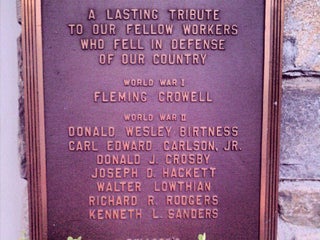 A LASTING TRIBUTE
TO OUR FELLOW WORKERS
WHO FELL IN DEFENSE
OF OUR COUNTRY
WORLD WAR I
FLEMING CROWELL
WORLD WAR II
DONALD WESLEY BIRTNESS
CARL EDWARD CARLSON, JR.
DONALD J. CROSBY
JOSEPH D. HACKETT
WALTER LOWTHIAN
RICHARD R. RODGERS
KENNETH L. SANDERS